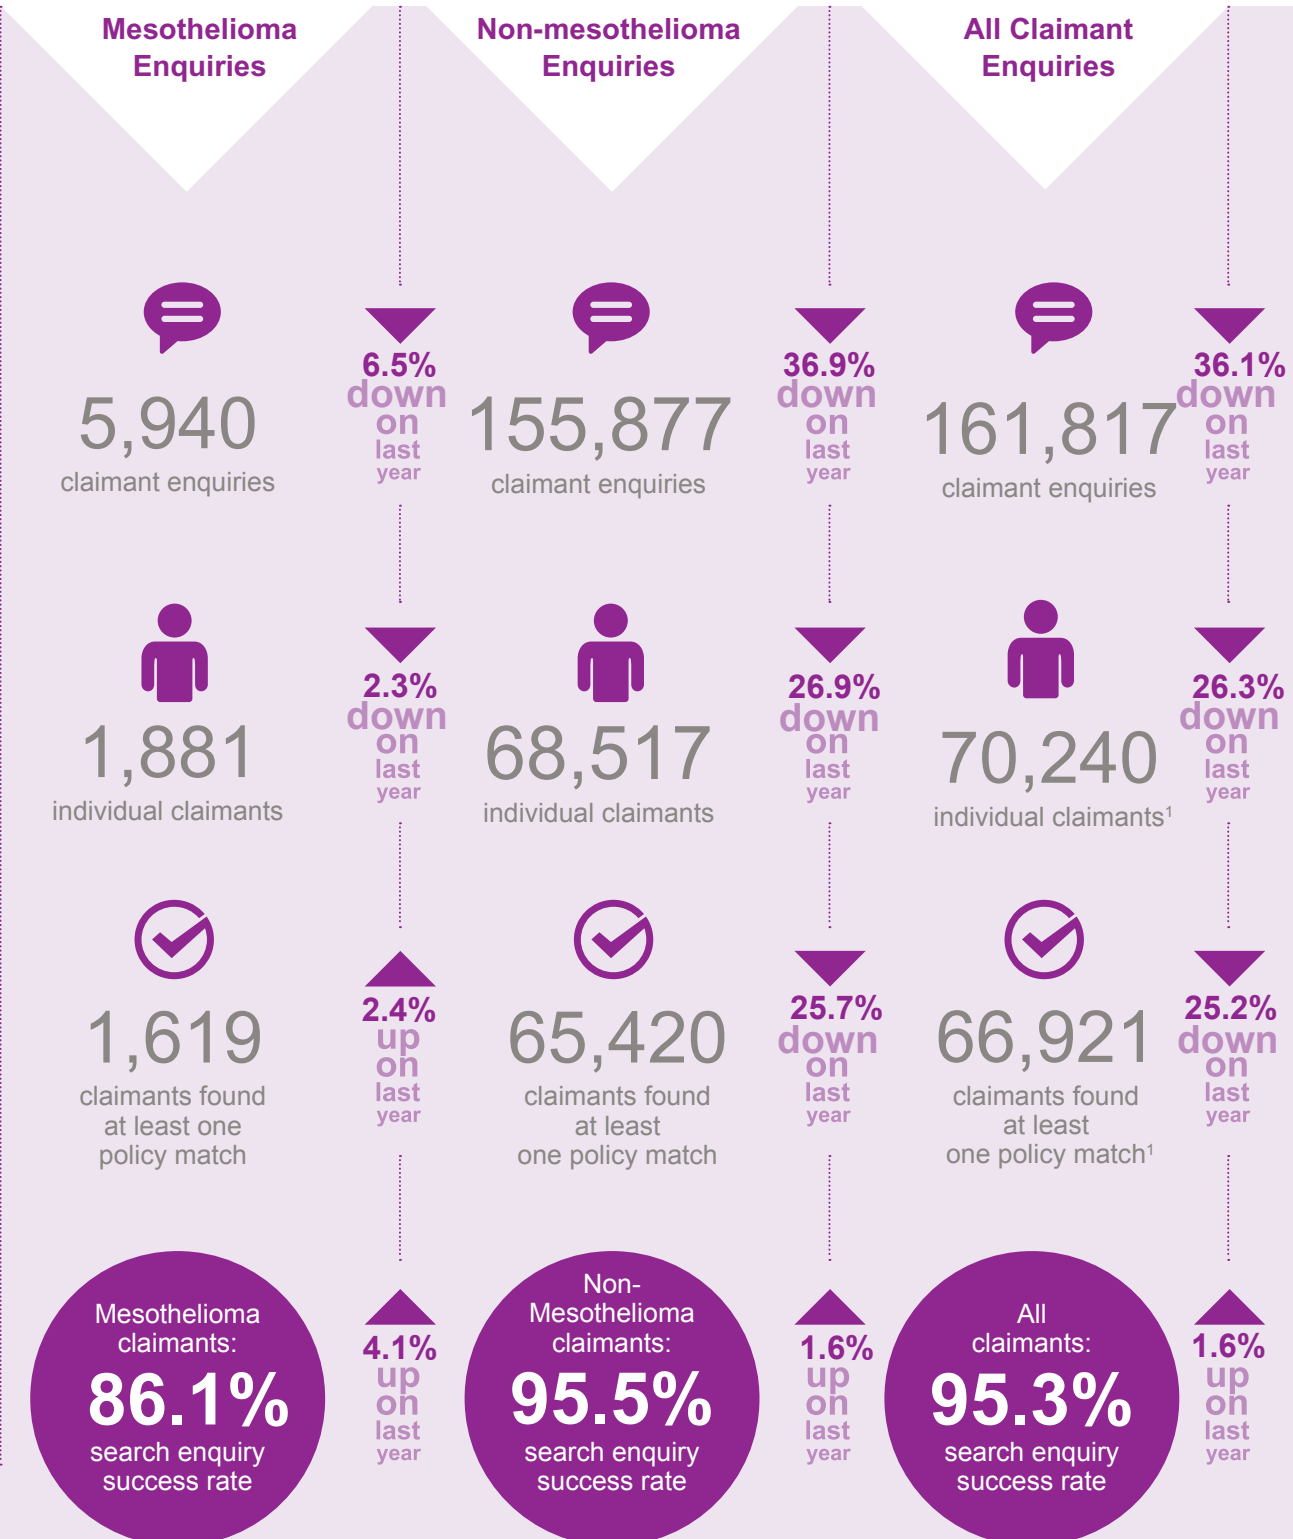 Mesothelioma
Enquiries
Non-mesothelioma
Enquiries
All Claimant
Enquiries
5,940
claimant enquiries
6.5%
down
on
last
year
155,877
claimant enquiries
36.9%
down
on
last
year
161,817
claimant enquiries
36.1%
down
on
last
year
1,881
individual claimants
2.3%
down
on
last
year
68,517
individual claimants
26.9%
down
on
last
year
70,240
individual claimants¹
26.3%
down
on
last
year
1,619
claimants found
at least one
policy match
2.4%
up
on
last
year
65,420
claimants found
at least
one policy match
25.7%
down
on
last
year
66,921
claimants found
at least
one policy match¹
25.2%
down
on
last
year
Mesothelioma
claimants:
86.1%
search enquiry
success rate
4.1%
up
on
last
year
Non-
Mesothelioma
claimants:
95.5%
search enquiry
success rate
1.6%
up
on
last
year
All
claimants:
95.3%
search enquiry
success rate
1.6%
up
on
last
year